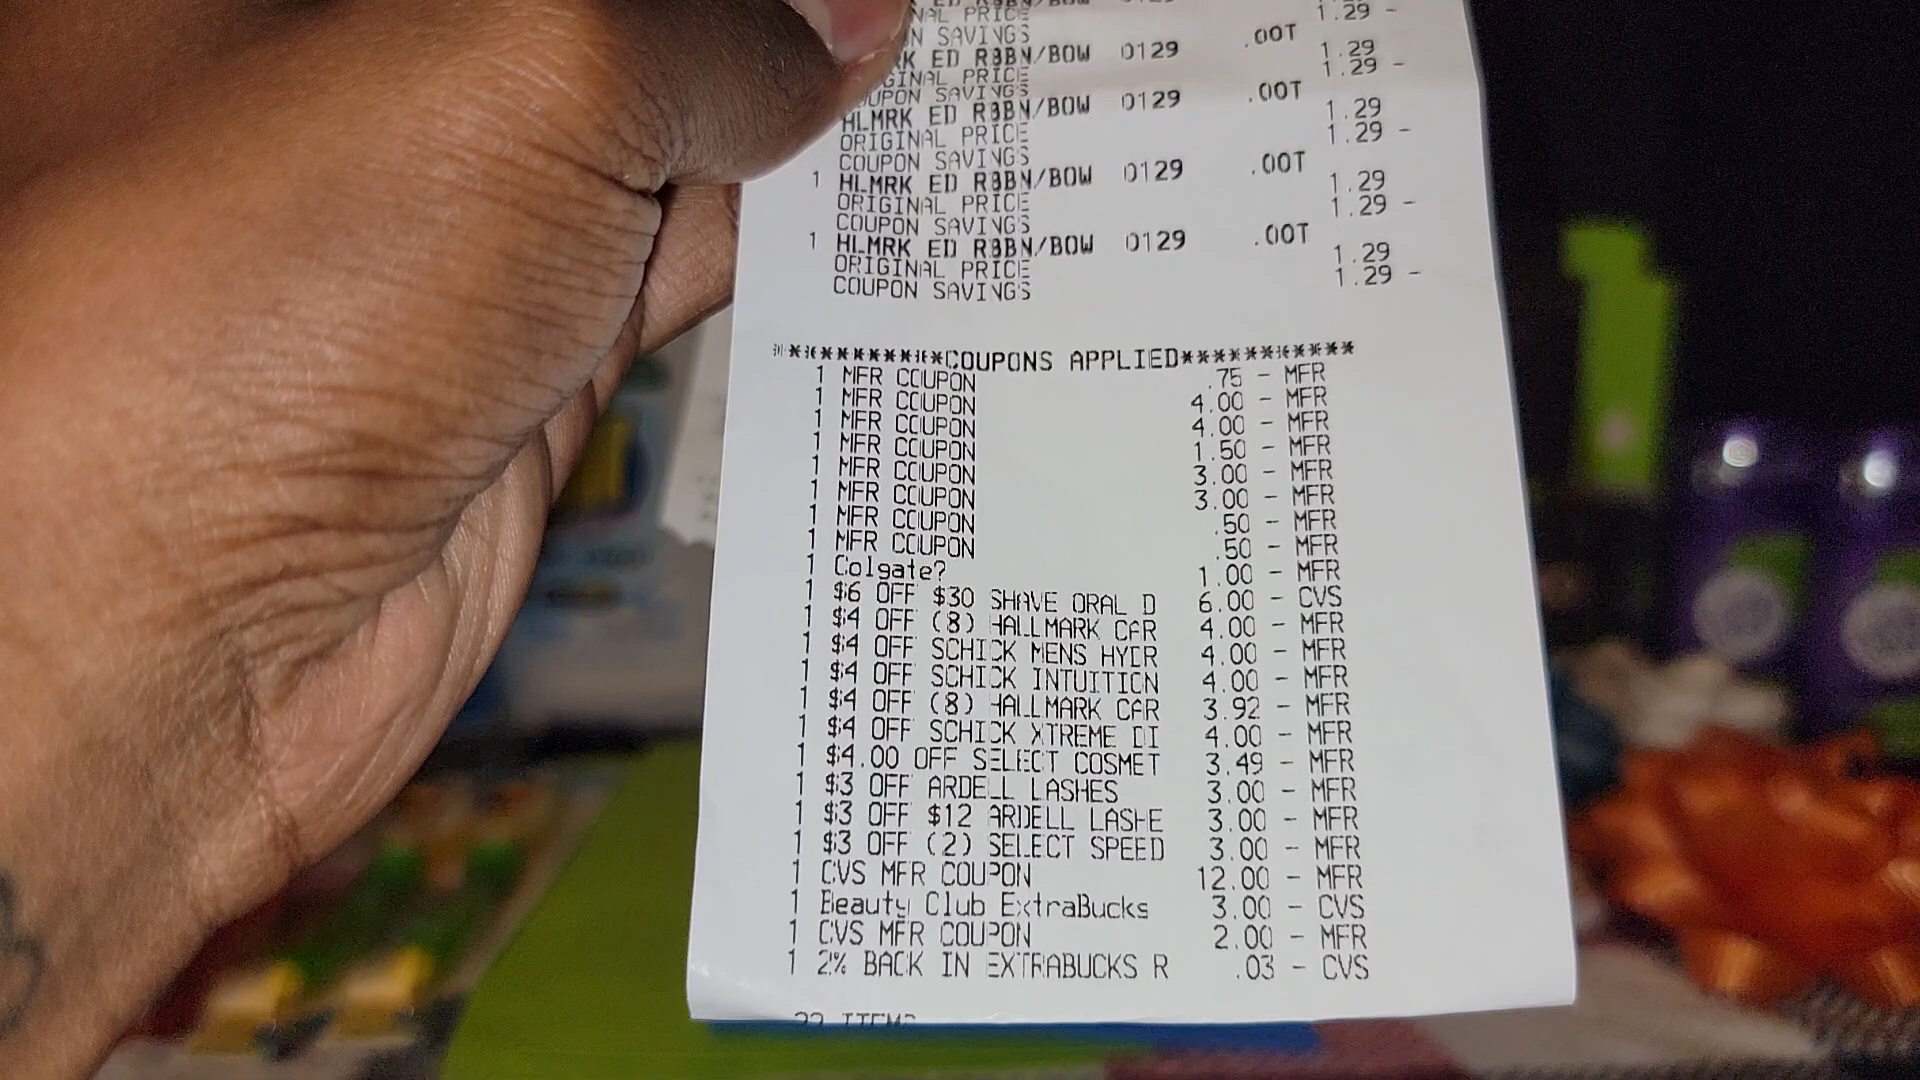 NAL PRICE 1.29 -
N SAVINGS
RK ED RBBN/BOW 0129 .00T
GINAL PRICE 1.29
UPON SAVINGS 1.29 -
HLMRK ED RBBN/BOW 0129 .00T
ORIGINAL PRICE 1.29
COUPON SAVINGS 1.29 -
1 HLMRK ED RBBN/BOW 0129 .00T
ORIGINAL PRICE 1.29
COUPON SAVINGS 1.29 -
1 HLMRK ED RBBN/BOW 0129 .00T
ORIGINAL PRICE 1.29
COUPON SAVINGS 1.29 -
***********COUPONS APPLIED***********
1 MFR COUPON .75 - MFR
1 MFR COUPON 4.00 - MFR
1 MFR COUPON 4.00 - MFR
1 MFR COUPON 1.50 - MFR
1 MFR COUPON 3.00 - MFR
1 MFR COUPON 3.00 - MFR
1 MFR COUPON .50 - MFR
1 MFR COUPON .50 - MFR
1 Colgate? 1.00 - MFR
1 $6 OFF $30 SHAVE ORAL D 6.00 - CVS
1 $4 OFF (8) HALLMARK CAR 4.00 - MFR
1 $4 OFF SCHICK MENS HYDR 4.00 - MFR
1 $4 OFF SCHICK INTUITION 4.00 - MFR
1 $4 OFF (8) HALLMARK CAR 3.92 - MFR
1 $4 OFF SCHICK XTREME DI 4.00 - MFR
1 $4.00 OFF SELECT COSMET 3.49 - MFR
1 $3 OFF ARDELL LASHES 3.00 - MFR
1 $3 OFF $12 ARDELL LASHE 3.00 - MFR
1 $3 OFF (2) SELECT SPEED 3.00 - MFR
1 CVS MFR COUPON 12.00 - MFR
1 Beauty Club ExtraBucks 3.00 - CVS
1 CVS MFR COUPON 2.00 - MFR
1 2% BACK IN EXTRABUCKS R .03 - CVS